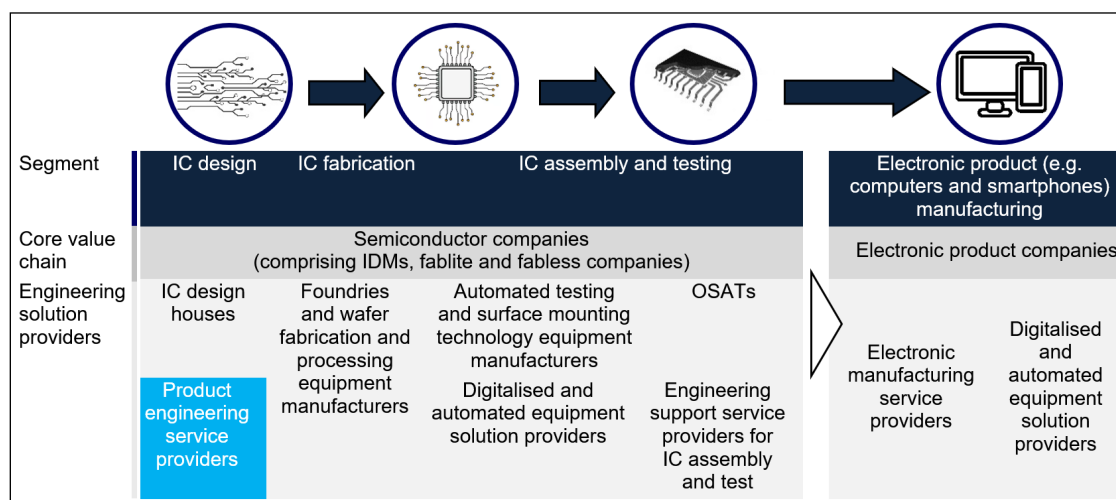 Segment
IC design
IC fabrication
IC assembly and testing
Electronic product (e.g.
computers and smartphones)
manufacturing
Core value
chain
Semiconductor companies
(comprising IDMs, fablite and fabless companies)
Electronic product companies
Engineering
solution
providers
IC design
houses
Product
engineering
service
providers
Foundries
and wafer
fabrication and
processing
equipment
manufacturers
Automated testing
and surface mounting
technology equipment
manufacturers
Digitalised and
automated equipment
solution providers
OSATs
Engineering
support service
providers for
IC assembly
and test
Electronic
manufacturing
service
providers
Digitalised
and
automated
equipment
solution
providers